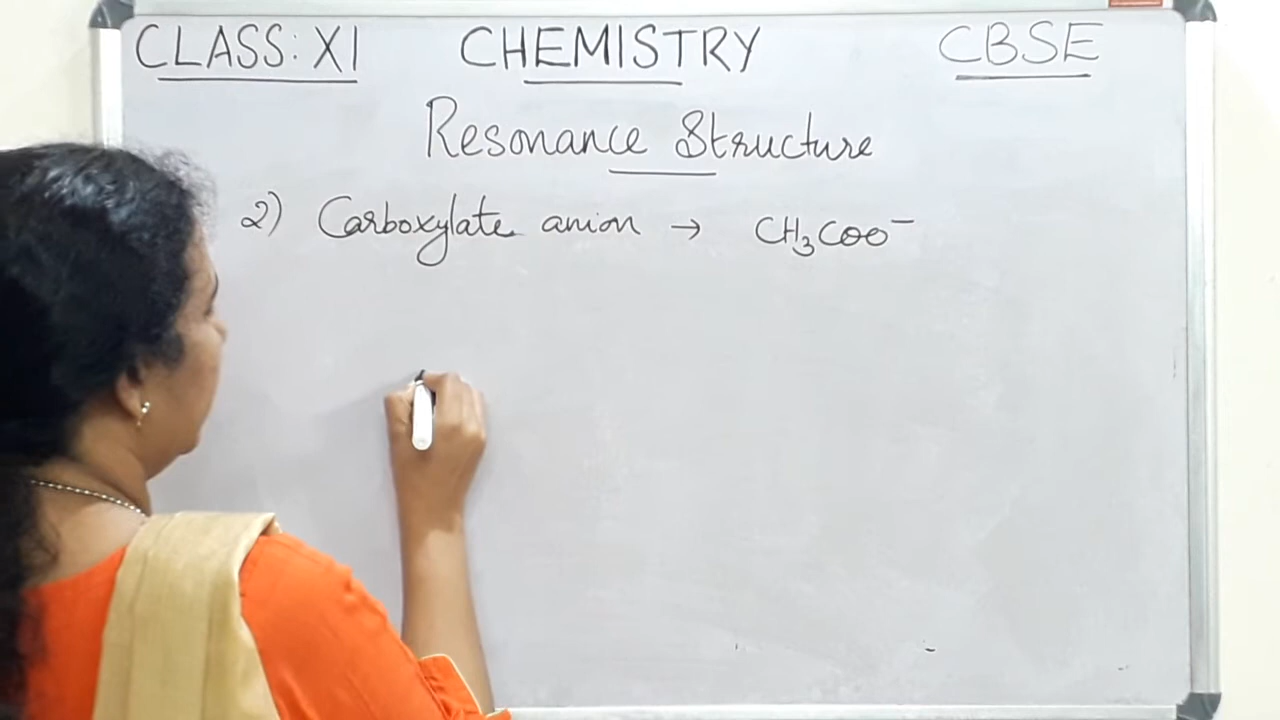 CLASS: XI CHEMISTRY CBSE
Resonance Structure
2) Carboxylate anion → CH₃COO⁻